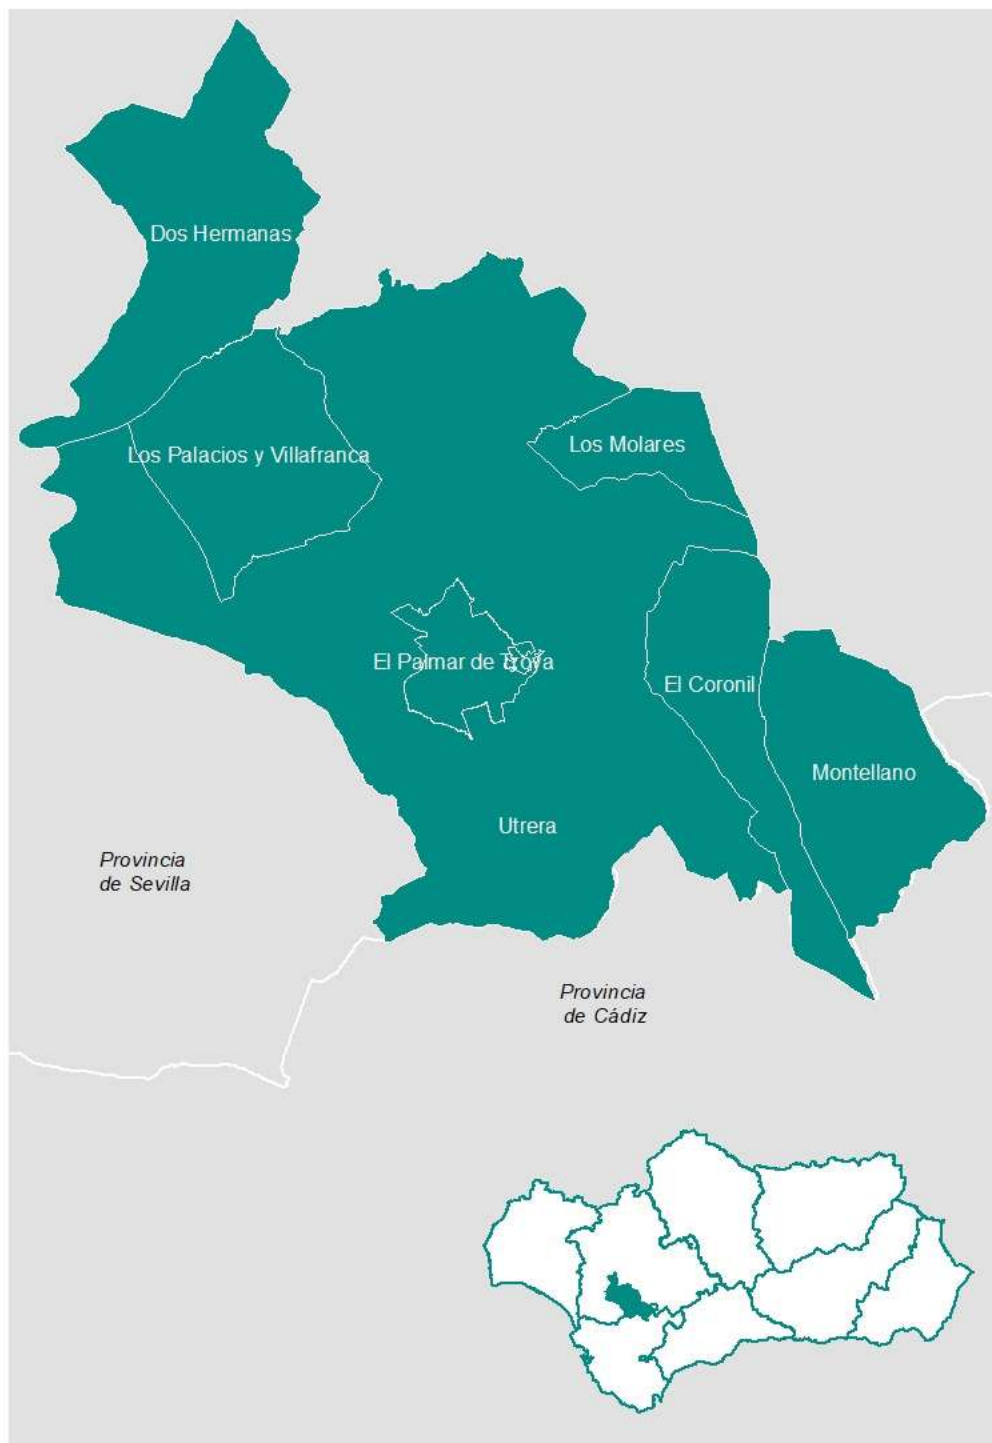 Dos Hermanas
Los Molares
Los Palacios y Villafranca
El Palmar de Troya
El Coronil
Montellano
Utrera
Provincia
de Sevilla
Provincia
de Cádiz